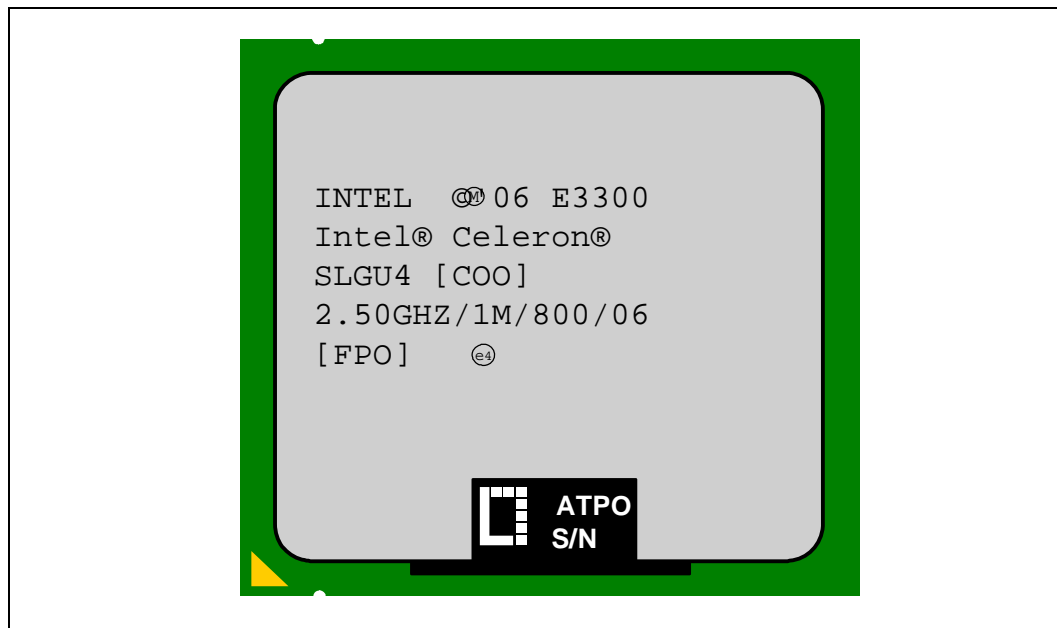 INTEL ©Ⓜ'06 E3300
Intel® Celeron®
SLGU4 [COO]
2.50GHZ/1M/800/06
[FPO] e4
ATPO
S/N